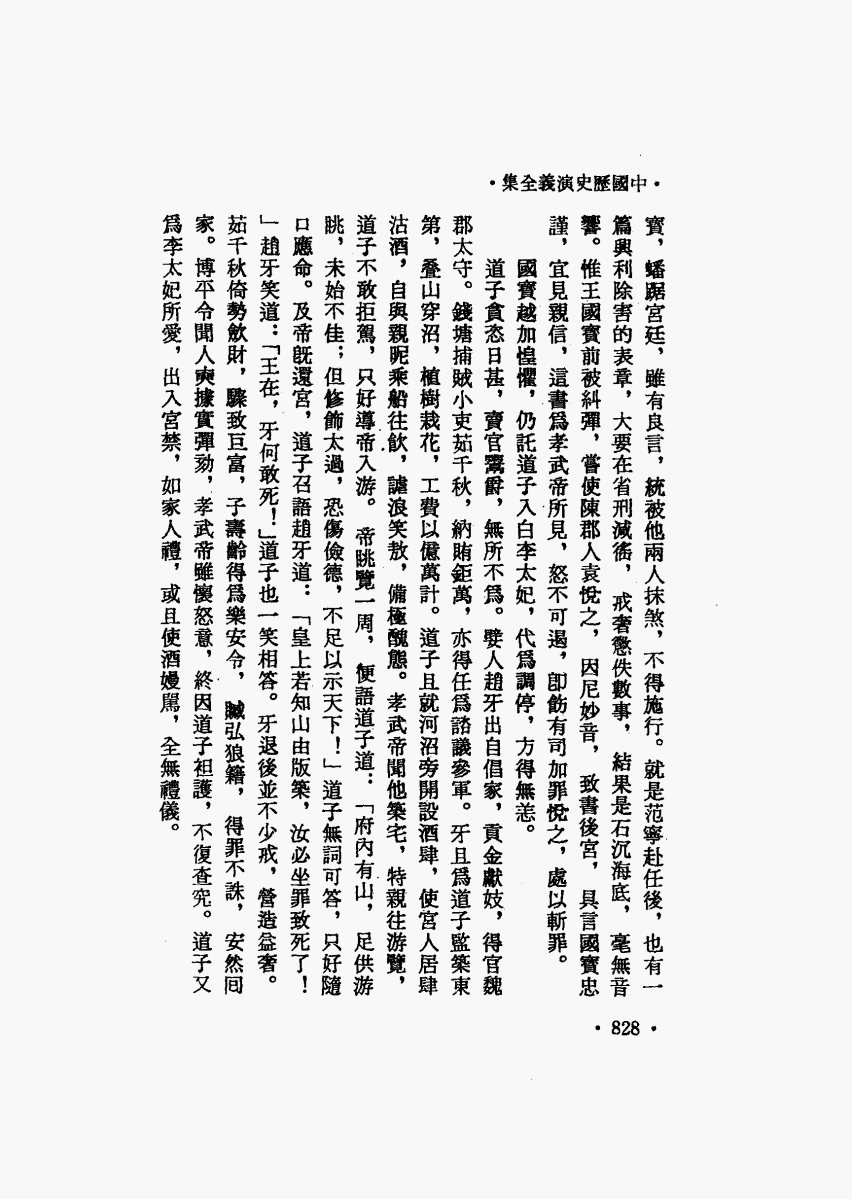 ・中國歷史演義全集・
寶，蟠踞宮廷，雖有良言，統被他兩人抹煞，不得施行。就是范寧赴任後，也有一
篇興利除害的表章，大要在省刑減徭，戒奢懲佚數事，結果是石沉海底，毫無音
響。惟王國寶前被糾彈，嘗使陳郡人袁悅之，因尼妙音，致書後宮，具言國寶忠
謹，宜見親信，這書爲孝武帝所見，怒不可遏，即飭有司加罪悅之，處以斬罪。
國寶越加惶懼，仍託道子入白李太妃，代爲調停，方得無恙。
道子貪恣日甚，賣官鬻爵，無所不爲。嬖人趙牙出自倡家，貢金獻妓，得官魏
郡太守。錢塘捕賊小吏茹千秋，納賄鉅萬，亦得任爲諮議參軍。牙且爲道子監築東
第，疊山穿沼，植樹栽花，工費以億萬計。道子且就河沼旁開設酒肆，使宮人居肆
沽酒，自與親昵乘船往飲，謔浪笑敖，備極醜態。孝武帝聞他築宅，特親往游覽，
道子不敢拒駕，只好導帝入游。帝眺覽一周，便語道子道：「府內有山，足供游
眺，未始不佳；但修飾太過，恐傷儉德，不足以示天下！」道子無詞可答，只好隨
口應命。及帝旣還宮，道子召語趙牙道：「皇上若知山由版築，汝必坐罪致死了！
」趙牙笑道：「王在，牙何敢死！」道子也一笑相答。牙退後並不少戒，營造益奢。
茹千秋倚勢斂財，驟致巨富，子壽齡得爲樂安令，贓弘狼籍，得罪不誅，安然囘
家。博平令聞人奭據實彈劾，孝武帝雖懷怒意，終因道子袒護，不復查究。道子又
爲李太妃所愛，出入宮禁，如家人禮，或且使酒嫚罵，全無禮儀。
・828・